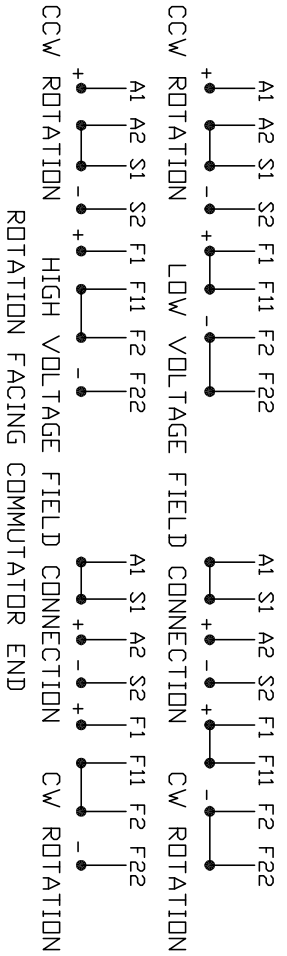 A1 A2 S1 S2 F1 F11 F2 F22 A1 S1 A2 S2 F1 F11 F2 F22
+ - + - + - + -
CCW ROTATION LOW VOLTAGE FIELD CONNECTION CW ROTATION
A1 A2 S1 S2 F1 F11 F2 F22 A1 S1 A2 S2 F1 F11 F2 F22
+ - + - + - + -
CCW ROTATION HIGH VOLTAGE FIELD CONNECTION CW ROTATION
ROTATION FACING COMMUTATOR END